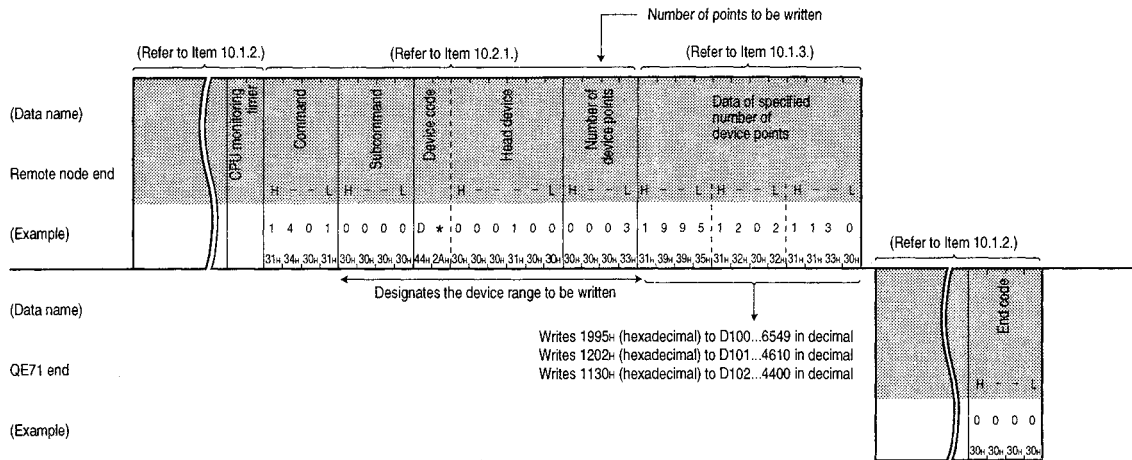 Number of points to be written
(Refer to Item 10.1.2.) (Refer to Item 10.2.1.) (Refer to Item 10.1.3.)
(Data name)
Remote node end
CPU monitoring timer
Command
Subcommand
Device code
Head device
Number of device points
Data of specified
number of
device points
H - - L H - - L H - - - - L H - - L H - - L H - - L H - - L
(Example)
1 4 0 1 0 0 0 0 D * 0 0 0 1 0 0 0 0 0 3 1 9 9 5 1 2 0 2 1 1 3 0
31H 34H 30H 31H 30H 30H 30H 30H 44H 2AH 30H 30H 30H 31H 30H 30H 30H 30H 30H 33H 31H 39H 39H 35H 31H 32H 30H 32H 31H 31H 33H 30H
Designates the device range to be written
Writes 1995H (hexadecimal) to D100...6549 in decimal
Writes 1202H (hexadecimal) to D101...4610 in decimal
Writes 1130H (hexadecimal) to D102...4400 in decimal
(Refer to Item 10.1.2.)
(Data name)
QE71 end
End code
H - - L
(Example)
0 0 0 0
30H 30H 30H 30H